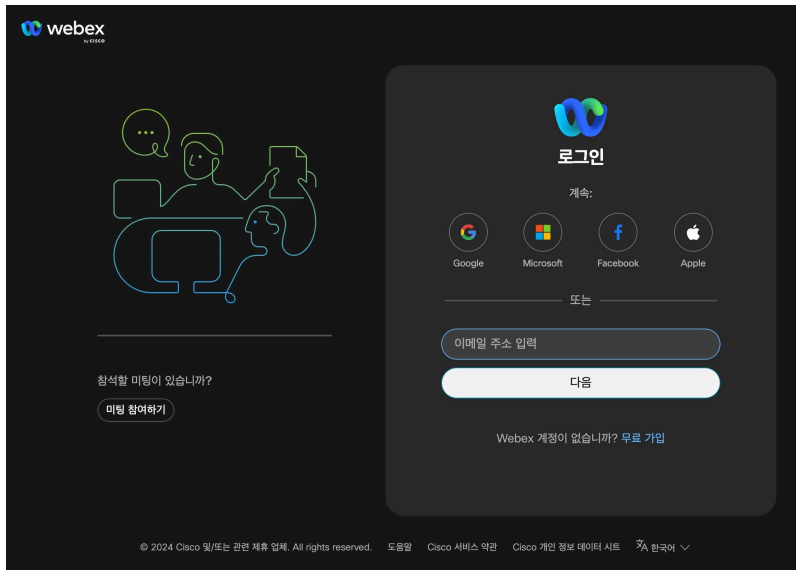 webex
by CISCO
로그인
계속:
Google Microsoft Facebook Apple
또는
이메일 주소 입력
다음
Webex 계정이 없습니까? 무료 가입
참석할 미팅이 있습니까?
미팅 참여하기
© 2024 Cisco 및/또는 관련 제휴 업체. All rights reserved. 도움말 Cisco 서비스 약관 Cisco 개인 정보 데이터 시트 한국어